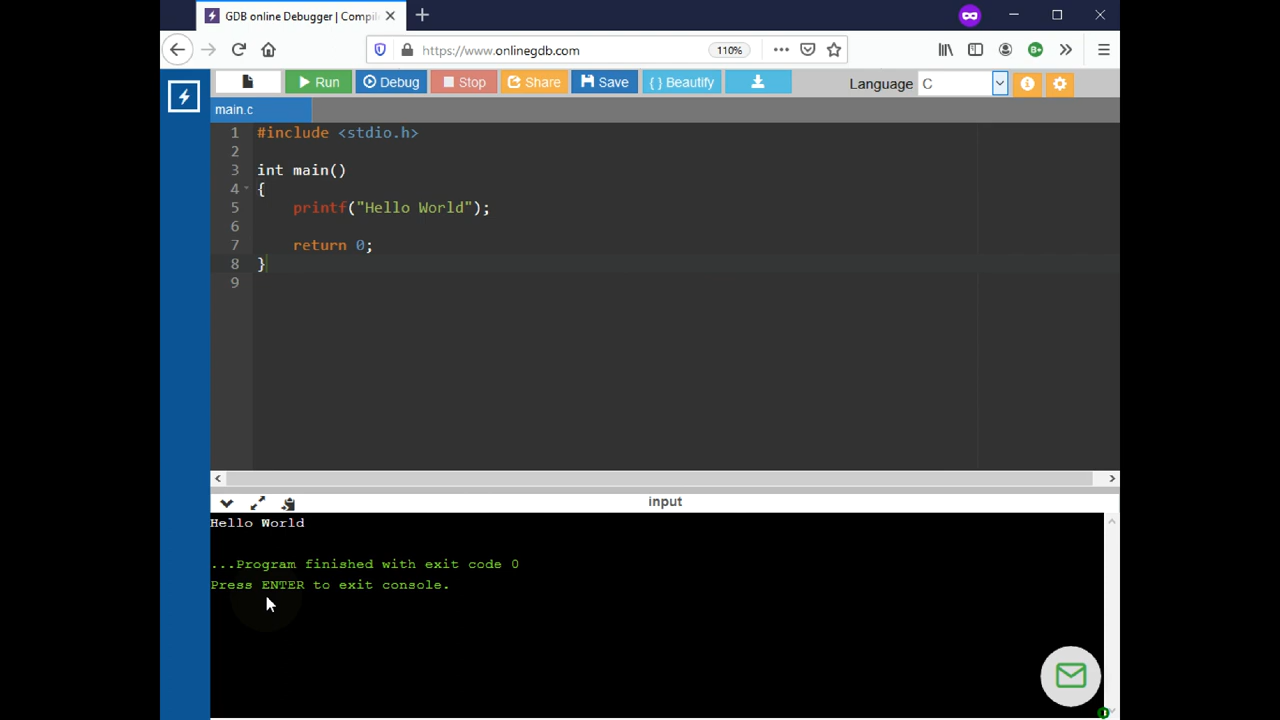 GDB online Debugger | Compil
https://www.onlinegdb.com
110%
Run Debug Stop Share Save { } Beautify Language C
main.c
1 #include <stdio.h>
2
3 int main()
4 {
5 printf("Hello World");
6
7 return 0;
8 }
9
input
Hello World
...Program finished with exit code 0
Press ENTER to exit console.